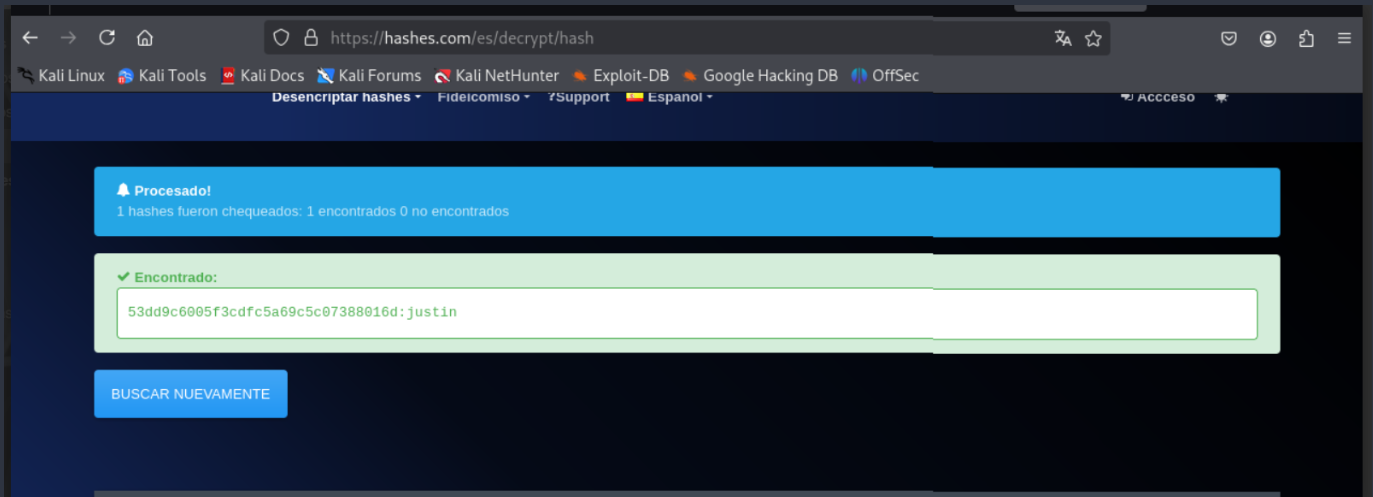 https://hashes.com/es/decrypt/hash
Kali Linux Kali Tools Kali Docs Kali Forums Kali NetHunter Exploit-DB Google Hacking DB OffSec
Desencriptar hashes Fideicomiso ?Support Español Accceso
Procesado!
1 hashes fueron chequeados: 1 encontrados 0 no encontrados
Encontrado:
53dd9c6005f3cdfc5a69c5c07388016d:justin
BUSCAR NUEVAMENTE